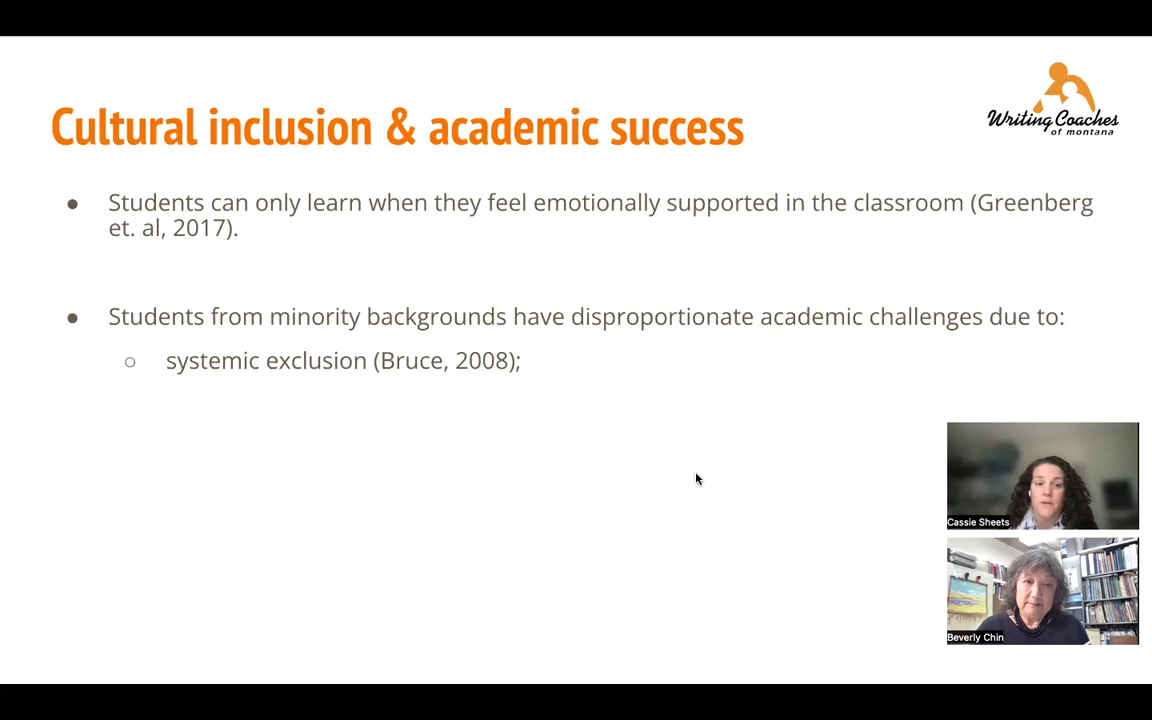 Cultural inclusion & academic success
Writing Coaches
of montana
● Students can only learn when they feel emotionally supported in the classroom (Greenberg
et. al, 2017).
● Students from minority backgrounds have disproportionate academic challenges due to:
○ systemic exclusion (Bruce, 2008);
Cassie Sheets
Beverly Chin